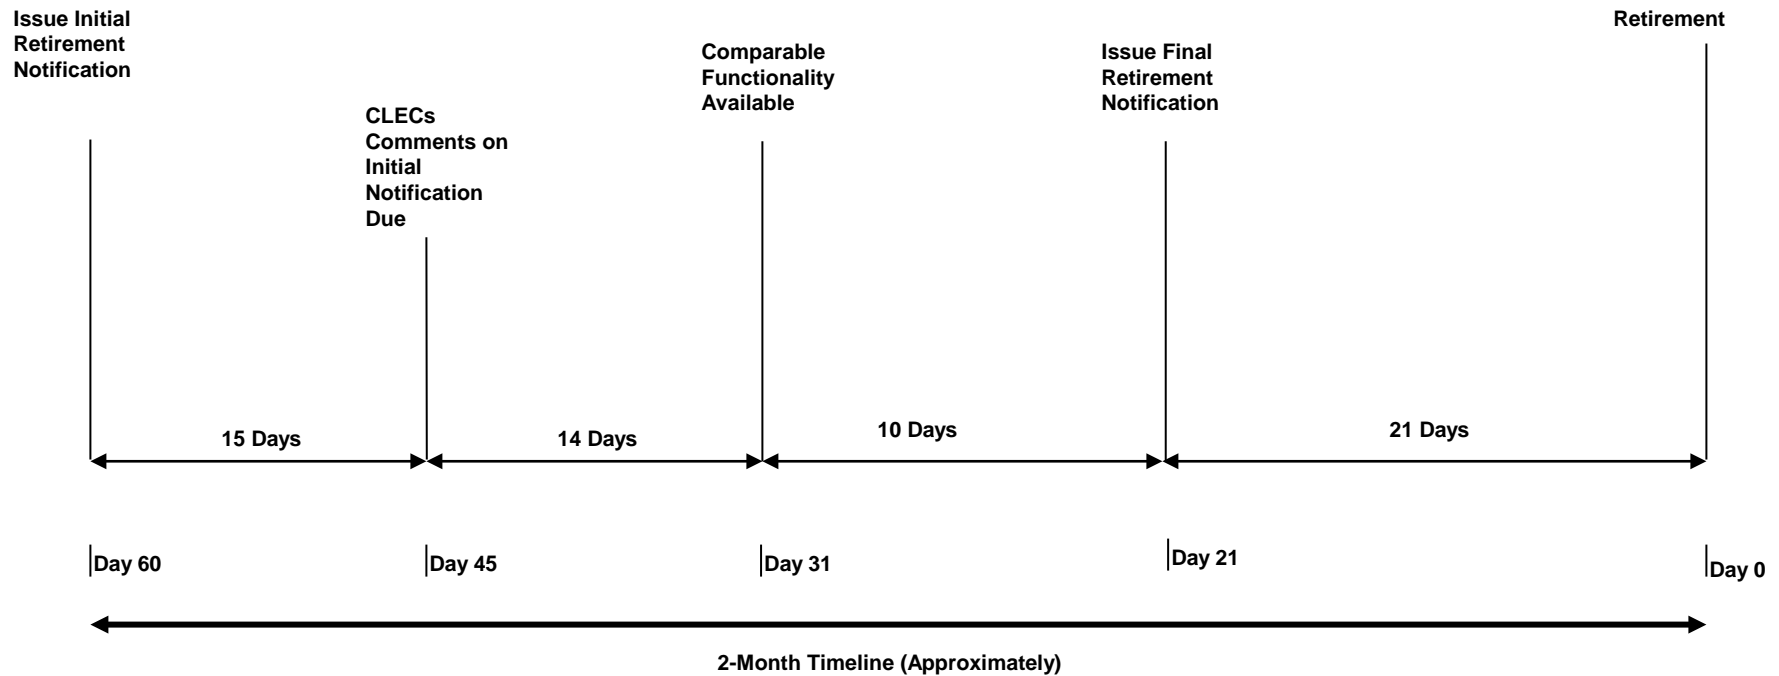 Issue Initial
Retirement
Notification
CLECs
Comments on
Initial
Notification
Due
Comparable
Functionality
Available
Issue Final
Retirement
Notification
Retirement
15 Days
14 Days
10 Days
21 Days
Day 60
Day 45
Day 31
Day 21
Day 0
2-Month Timeline (Approximately)